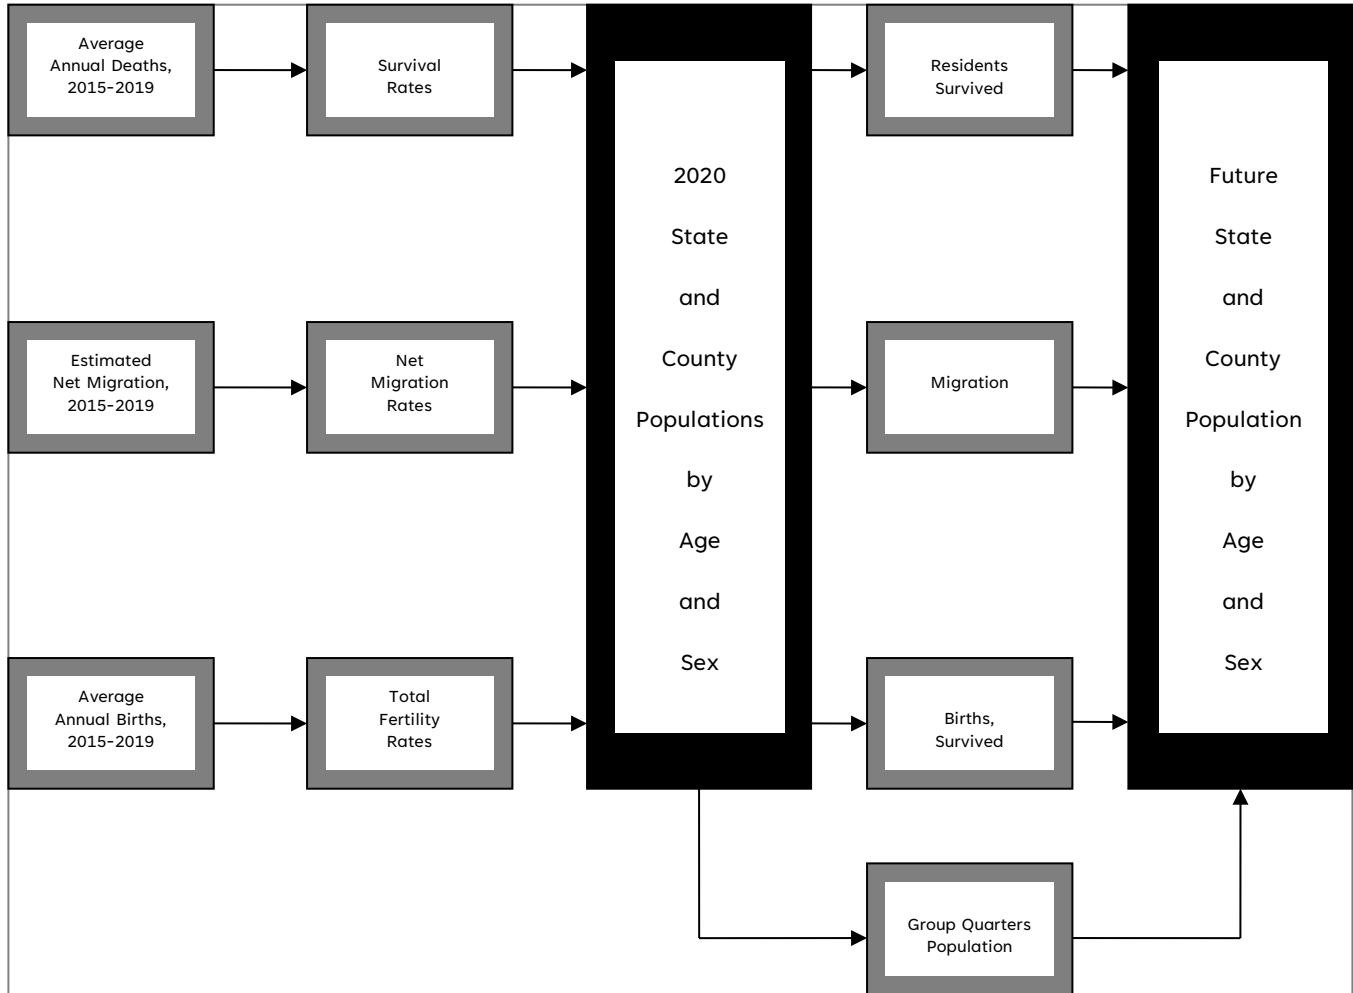 Average
Annual Deaths,
2015-2019
Survival
Rates
Residents
Survived
Estimated
Net Migration,
2015-2019
Net
Migration
Rates
Migration
Average
Annual Births,
2015-2019
Total
Fertility
Rates
Births,
Survived
2020
State
and
County
Populations
by
Age
and
Sex
Future
State
and
County
Population
by
Age
and
Sex
Group Quarters
Population